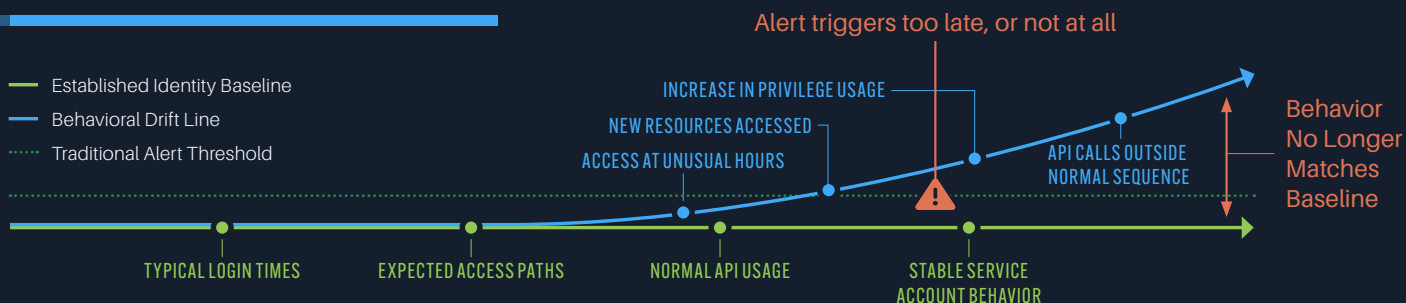 Alert triggers too late, or not at all
Established Identity Baseline
Behavioral Drift Line
Traditional Alert Threshold
INCREASE IN PRIVILEGE USAGE
NEW RESOURCES ACCESSED
ACCESS AT UNUSUAL HOURS
API CALLS OUTSIDE
NORMAL SEQUENCE
Behavior
No Longer
Matches
Baseline
TYPICAL LOGIN TIMES
EXPECTED ACCESS PATHS
NORMAL API USAGE
STABLE SERVICE
ACCOUNT BEHAVIOR